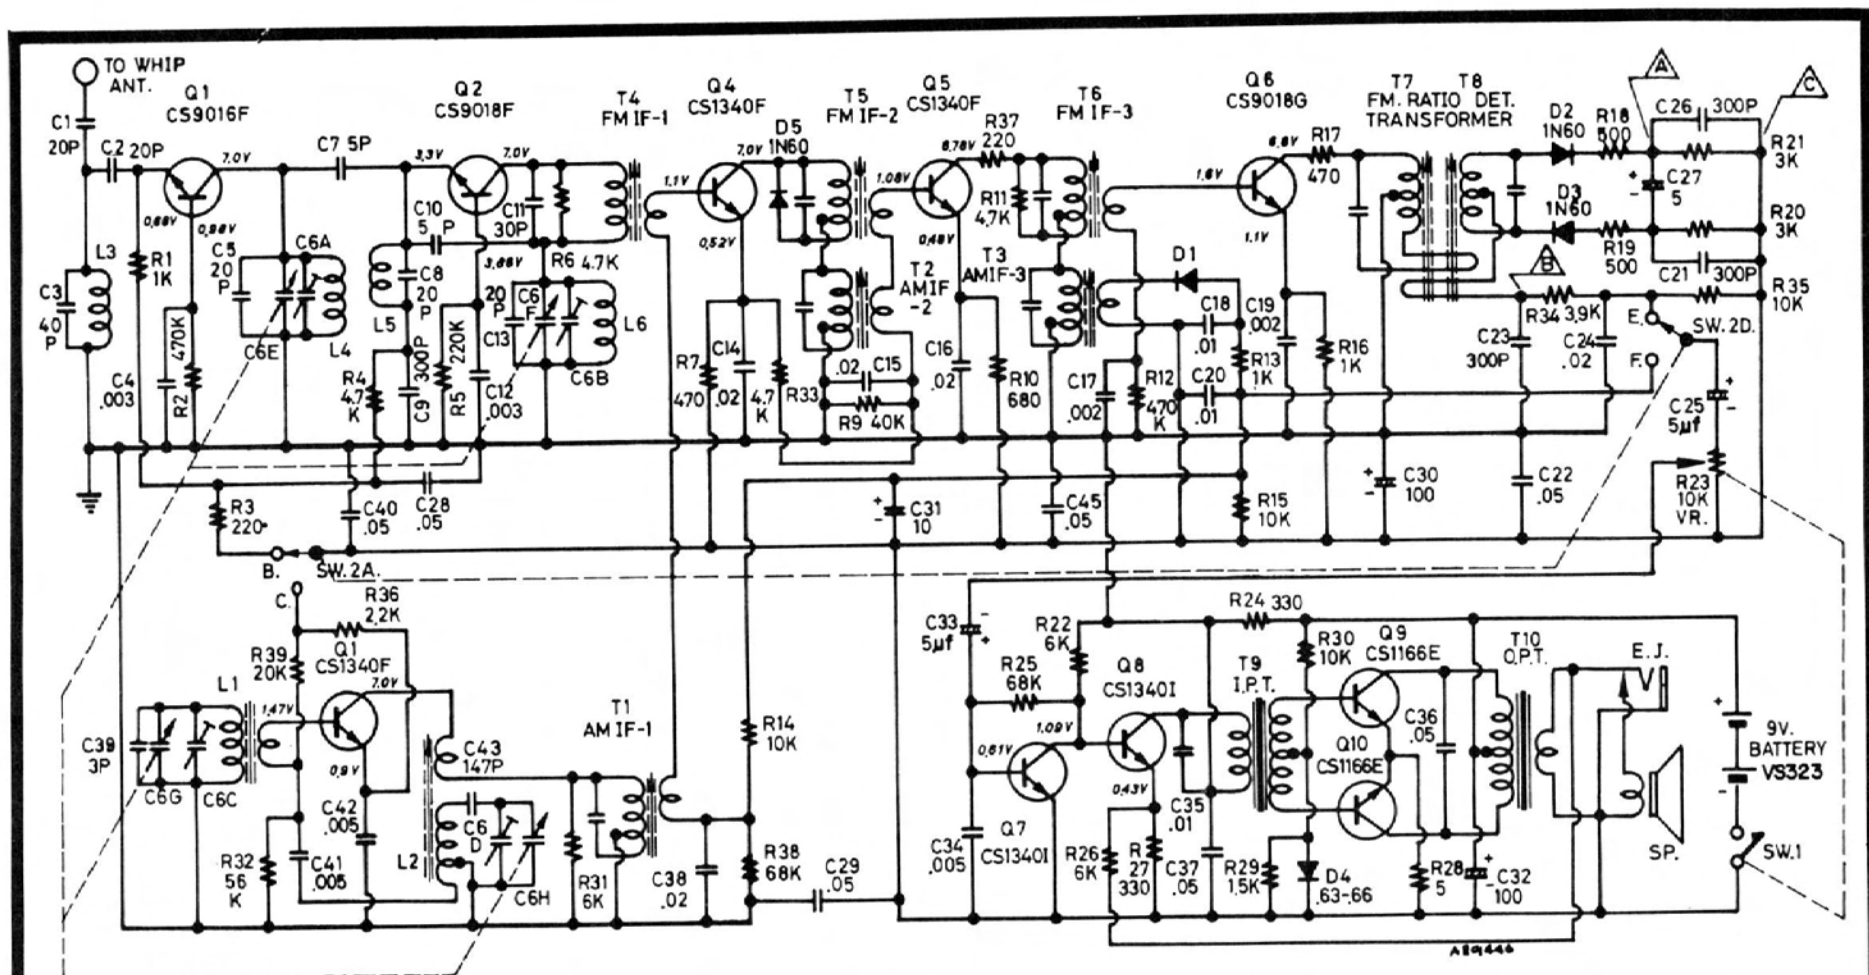 TO WHIP
ANT.
Q1
CS9016F
Q2
CS9018F
T4
FM IF-1
Q4
CS1340F
T5
FM IF-2
Q5
CS1340F
T6
FM IF-3
Q6
CS9018G
T7
T8
FM. RATIO DET.
TRANSFORMER
D2
1N60
R18
500
A
C26
300P
C
C1
20P
C2 20P
7.0V
C7 5P
3,3V
7.0V
7.0V
D5
1N60
6,78V
R37
220
6,8V
R17
470
R21
3K
C27
5
+
-
D3
1N60
1.1V
1.08V
1.6V
R11
4.7K
0,98V
C10
5 P
C11
30P
0,52V
0,48V
1.1V
R19
500
R20
3K
C21
300P
L3
R1
1K
C5
20
P
C6A
3,66V
R6 4.7K
T2
AM IF
-2
T3
AM IF-3
D1
B
R35
10K
C3
40
P
R2
470K
C6E
L4
L5
C8
20
P
20
P
C13
C6
F
L6
C6B
C18
.01
C19
.002
R34 3,9K
E.
SW.2D.
C4
.003
R4
4.7
K
C9
300P
R5
220K
C12
.003
R7
470
C14
.02
4.7
K
R33
.02
C15
R9
40K
C16
.02
R10
680
C17
.002
R12
470
K
C20
.01
R13
1K
R16
1K
C23
300P
C24
.02
F.
C25
5µf
+
-
R3
220
C40
.05
C28
.05
+
-
C31
10
C45
.05
R15
10K
+
-
C30
100
C22
.05
R23
10K
VR.
B.
SW.2A.
C.
R36
2,2K
R39
20K
Q1
CS1340F
7.0V
C33
5µf
-
+
R22
6K
R24 330
R30
10K
Q9
CS1166E
T10
O.P.T.
E.J.
L1
1,47V
T1
AM IF-1
R25
68K
Q8
CS1340I
T9
I.P.T.
R14
10K
1.09V
0,61V
C39
3P
C6G
C6C
0,9V
C43
147P
Q10
CS1166E
C36
.05
+
9V.
BATTERY
VS323
-
C42
.005
C6
D
0,43V
C35
.01
R32
56
K
C41
.005
L2
C6H
R31
6K
C38
.02
R38
68K
C29
.05
C34
.005
Q7
CS1340I
R26
6K
R
27
330
C37
.05
R29
1,5K
D4
.63-.66
R28
5
+
-
C32
100
SP.
SW.1